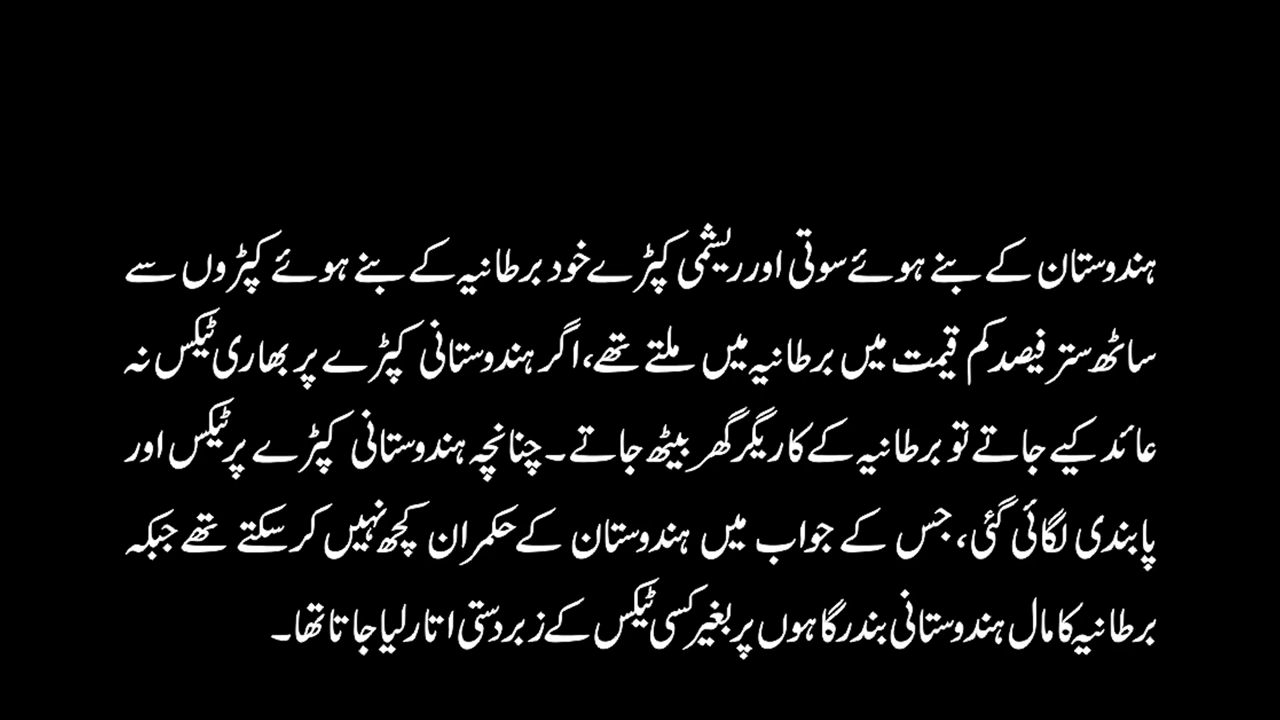 ہندوستان کے بنے ہوئے سوتی اور ریشمی کپڑے خود برطانیہ کے بنے ہوئے کپڑوں سے
ساٹھ ستر فیصد کم قیمت میں برطانیہ میں ملتے تھے، اگر ہندوستانی کپڑے پر بھاری ٹیکس نہ
عائد کیے جاتے تو برطانیہ کے کاریگر گھر بیٹھ جاتے۔ چنانچہ ہندوستانی کپڑے پر ٹیکس اور
پابندی لگائی گئی، جس کے جواب میں ہندوستان کے حکمران کچھ نہیں کر سکتے تھے جبکہ
برطانیہ کا مال ہندوستانی بندرگاہوں پر بغیر کسی ٹیکس کے زبردستی اتار لیا جاتا تھا۔